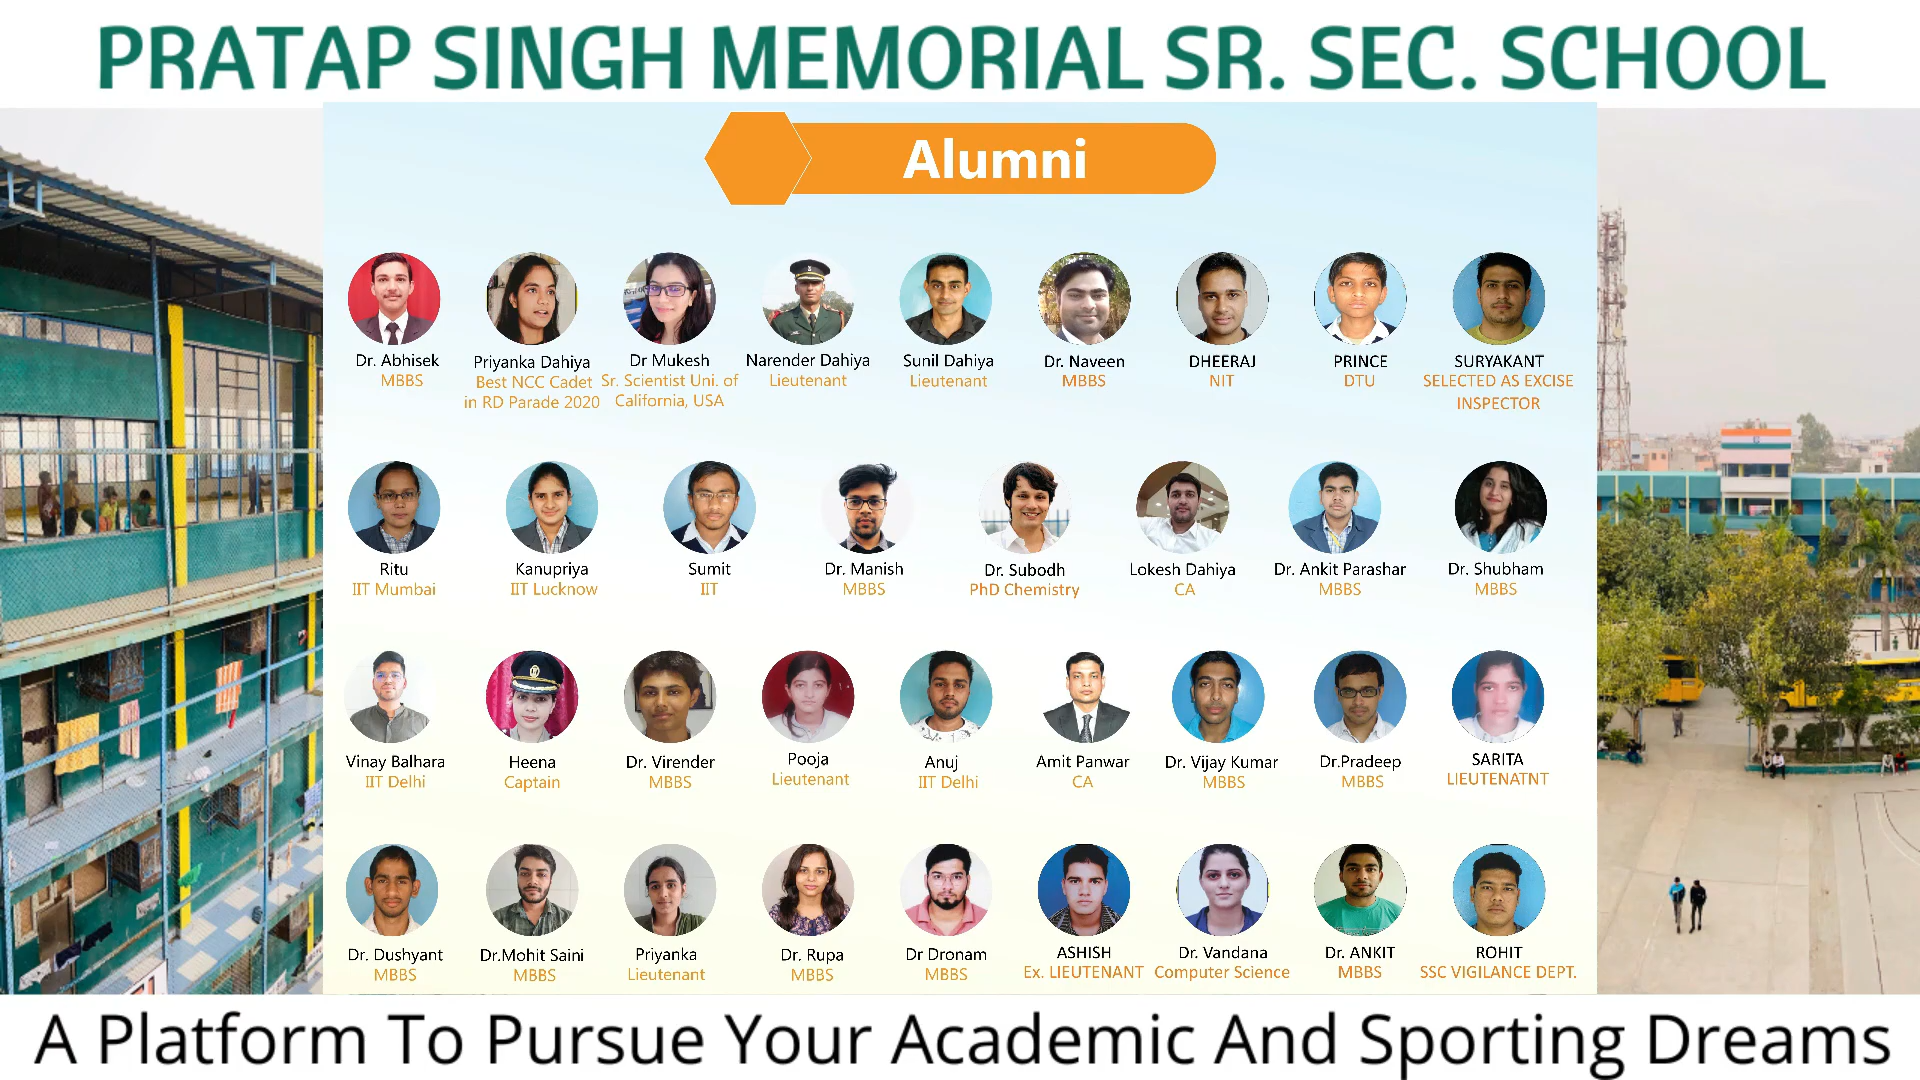 PRATAP SINGH MEMORIAL SR. SEC. SCHOOL
Alumni
Dr. Abhisek
MBBS
Priyanka Dahiya
Best NCC Cadet
in RD Parade 2020
Dr Mukesh
Sr. Scientist Uni. of
California, USA
Narender Dahiya
Lieutenant
Sunil Dahiya
Lieutenant
Dr. Naveen
MBBS
DHEERAJ
NIT
PRINCE
DTU
SURYAKANT
SELECTED AS EXCISE
INSPECTOR
Ritu
IIT Mumbai
Kanupriya
IIT Lucknow
Sumit
IIT
Dr. Manish
MBBS
Dr. Subodh
PhD Chemistry
Lokesh Dahiya
CA
Dr. Ankit Parashar
MBBS
Dr. Shubham
MBBS
Vinay Balhara
IIT Delhi
Heena
Captain
Dr. Virender
MBBS
Pooja
Lieutenant
Anuj
IIT Delhi
Amit Panwar
CA
Dr. Vijay Kumar
MBBS
Dr.Pradeep
MBBS
SARITA
LIEUTENATNT
Dr. Dushyant
MBBS
Dr.Mohit Saini
MBBS
Priyanka
Lieutenant
Dr. Rupa
MBBS
Dr Dronam
MBBS
ASHISH
Ex. LIEUTENANT
Dr. Vandana
Computer Science
Dr. ANKIT
MBBS
ROHIT
SSC VIGILANCE DEPT.
A Platform To Pursue Your Academic And Sporting Dreams